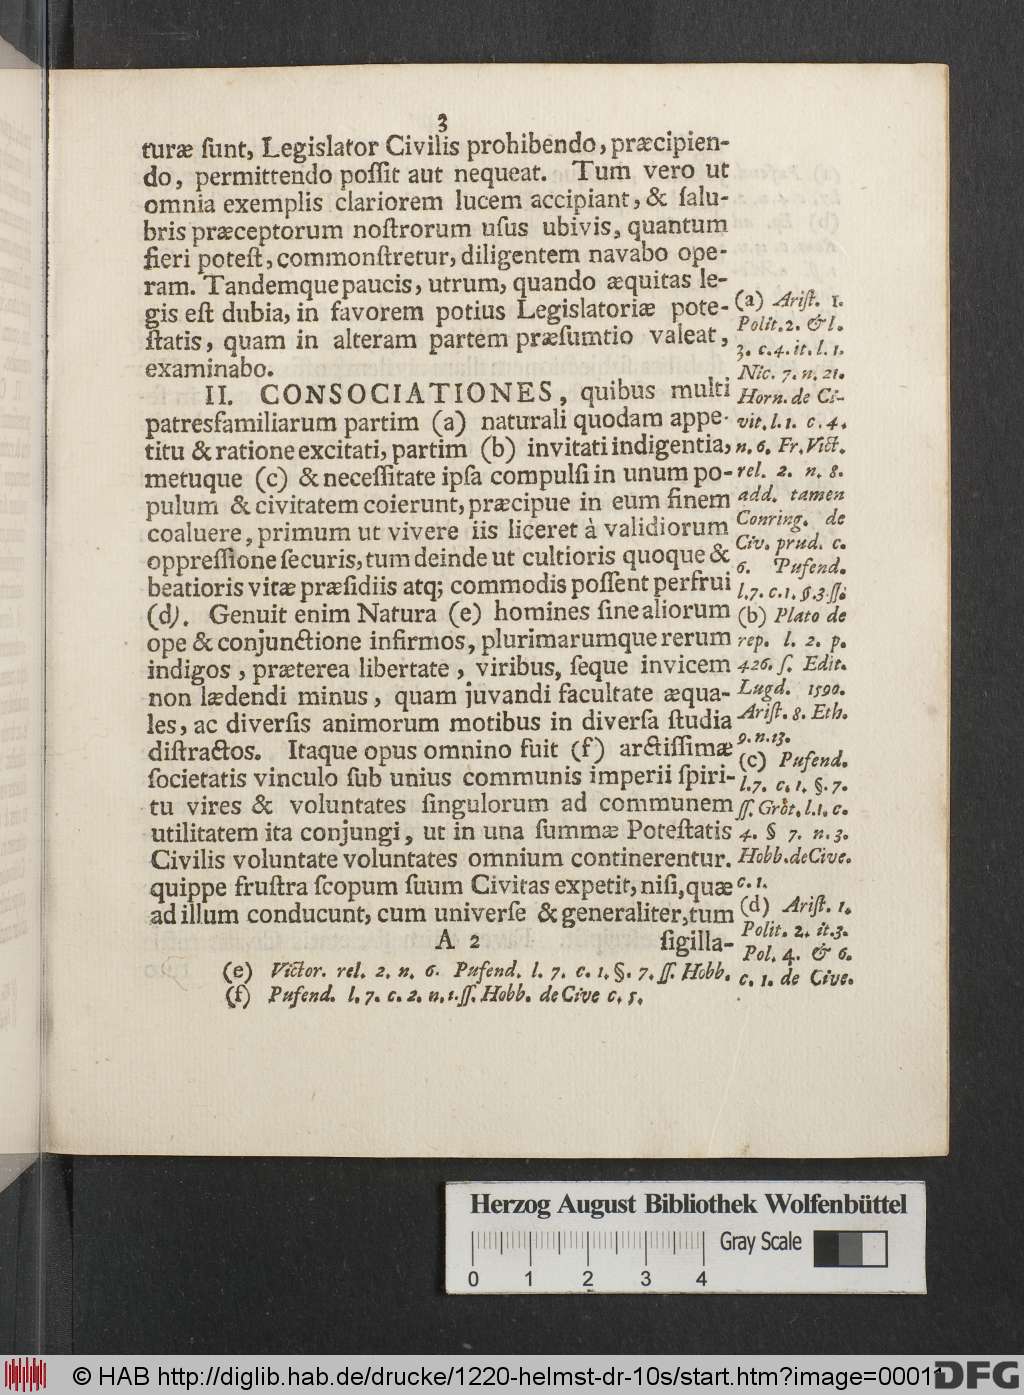 3
turæ ſunt, Legislator Civilis prohibendo, præcipien-
do, permittendo poſſit aut nequeat. Tum vero ut
omnia exemplis clariorem lucem accipiant, & ſalu-
bris præceptorum noſtrorum uſus ubivis, quantum
fieri poteſt, commonſtretur, diligentem navabo ope-
ram. Tandemque paucis, utrum, quando æquitas le-
gis eſt dubia, in favorem potius Legislatoriæ pote-
ſtatis, quam in alteram partem præſumtio valeat,
examinabo.
II. CONSOCIATIONES, quibus multi
patresfamiliarum partim (a) naturali quodam appe-
titu & ratione excitati, partim (b) invitati indigentia,
metuque (c) & neceſſitate ipſa compulſi in unum po-
pulum & civitatem coierunt, præcipue in eum finem
coaluere, primum ut vivere iis liceret à validiorum
oppreſſione ſecuris, tum deinde ut cultioris quoque &
beatioris vitæ præſidiis atq; commodis poſſent perfrui
(d). Genuit enim Natura (e) homines ſine aliorum
ope & conjunctione infirmos, plurimarumque rerum
indigos, præterea libertate, viribus, ſeque invicem
non lædendi minus, quam juvandi facultate æqua-
les, ac diverſis animorum motibus in diverſa ſtudia
diſtractos. Itaque opus omnino fuit (f) arctiſſimæ
ſocietatis vinculo ſub unius communis imperii ſpiri-
tu vires & voluntates ſingulorum ad communem
utilitatem ita conjungi, ut in una ſummæ Poteſtatis
Civilis voluntate voluntates omnium continerentur.
quippe fruſtra ſcopum ſuum Civitas expetit, niſi, quæ
ad illum conducunt, cum univerſe & generaliter, tum
A 2 ſigilla-
(a) Ariſt. 1.
Polit. 2. & l.
3. c. 4. it. l. 1.
Nic. 7. n. 21.
Horn. de Ci-
vit. l. 1. c. 4.
n. 6. Fr. Vict.
rel. 2. n. 8.
add. tamen
Conring. de
Civ. prud. c.
6. Pufend.
l. 7. c. 1. §. 3. ſſ.
(b) Plato de
rep. l. 2. p.
426. ſ. Edit.
Lugd. 1590.
Ariſt. 8. Eth.
9. n. 13.
(c) Pufend.
l. 7. c. 1. §. 7.
ſſ. Grot. l. 1. c.
4. § 7. n. 3.
Hobb. de Cive.
c. 1.
(d) Ariſt. 1.
Polit. 2. it. 3.
Pol. 4. & 6.
c. 1. de Cive.
(e) Victor. rel. 2. n. 6. Pufend. l. 7. c. 1. §. 7. ſſ. Hobb.
(f) Pufend. l. 7. c. 2. n. 1. ſſ. Hobb. de Cive c. 5.
Herzog August Bibliothek Wolfenbüttel
Gray Scale
0 1 2 3 4
© HAB http://diglib.hab.de/drucke/1220-helmst-dr-10s/start.htm?image=00011
DFG